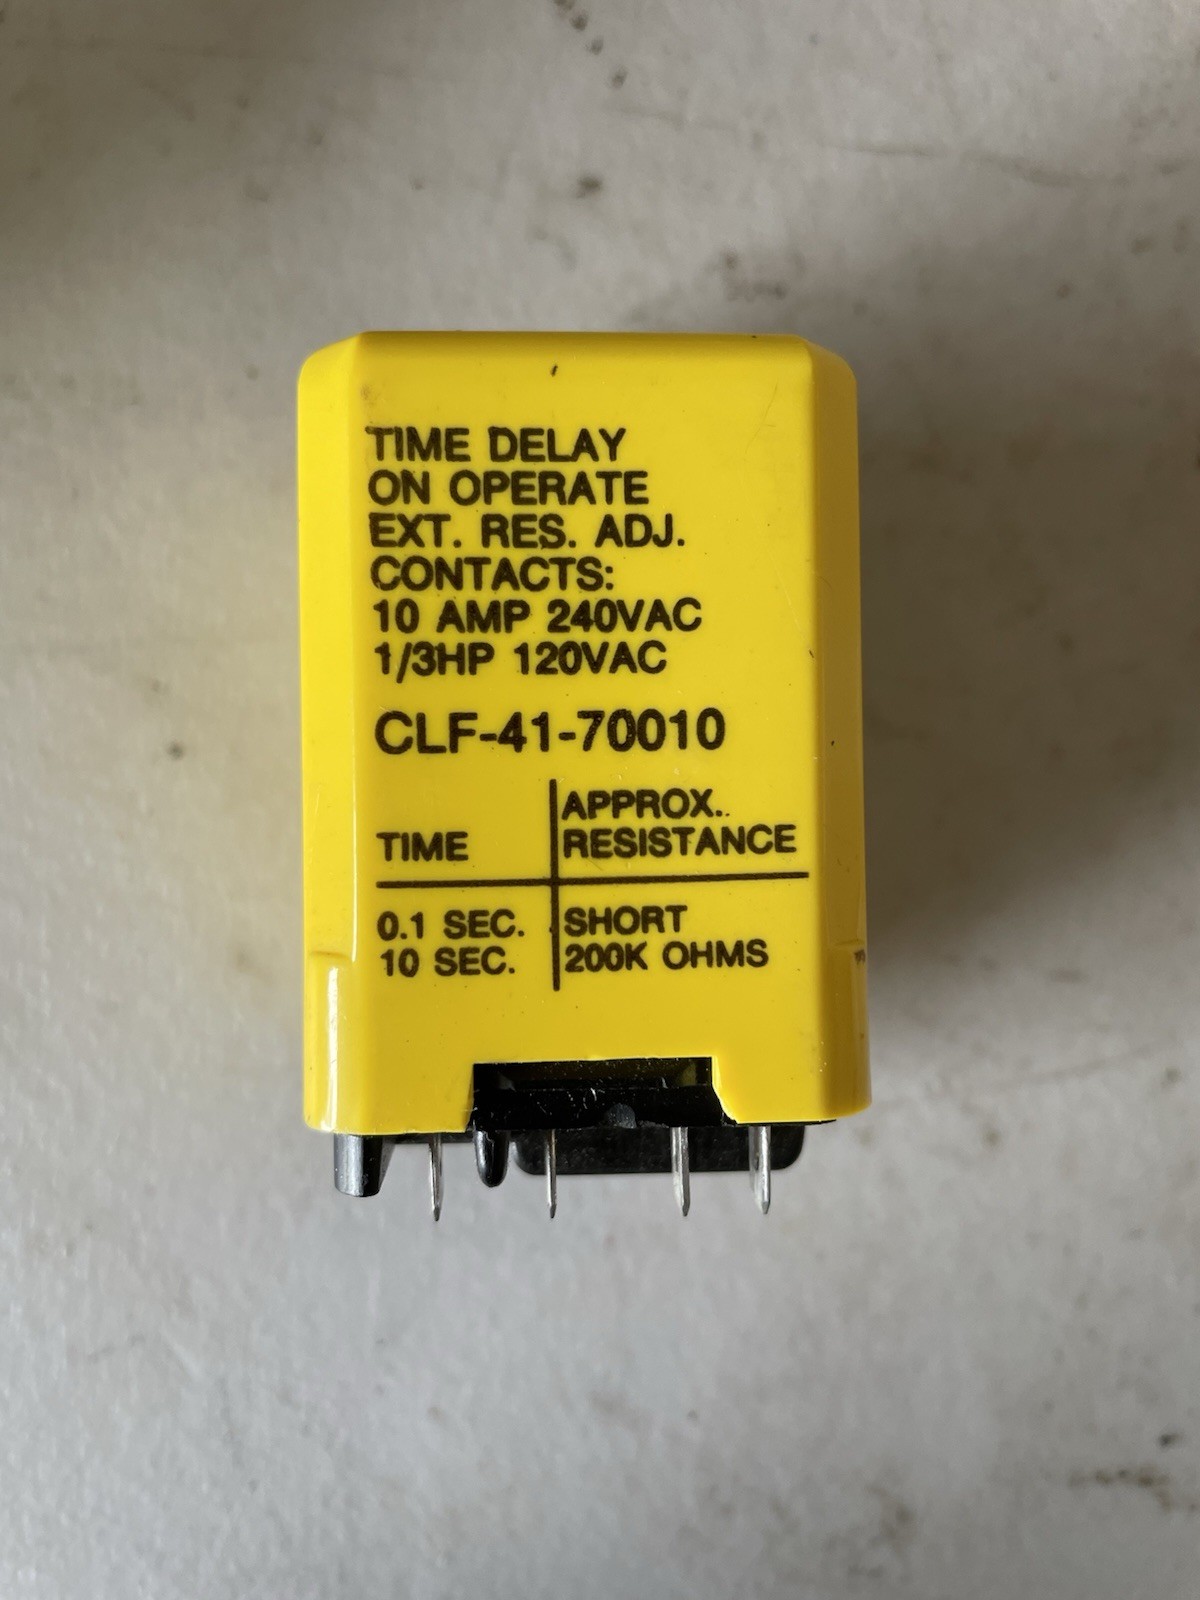 TIME DELAY
ON OPERATE
EXT. RES. ADJ.
CONTACTS:
10 AMP 240VAC
1/3HP 120VAC
CLF-41-70010
TIME APPROX. RESISTANCE
0.1 SEC. SHORT
10 SEC. 200K OHMS